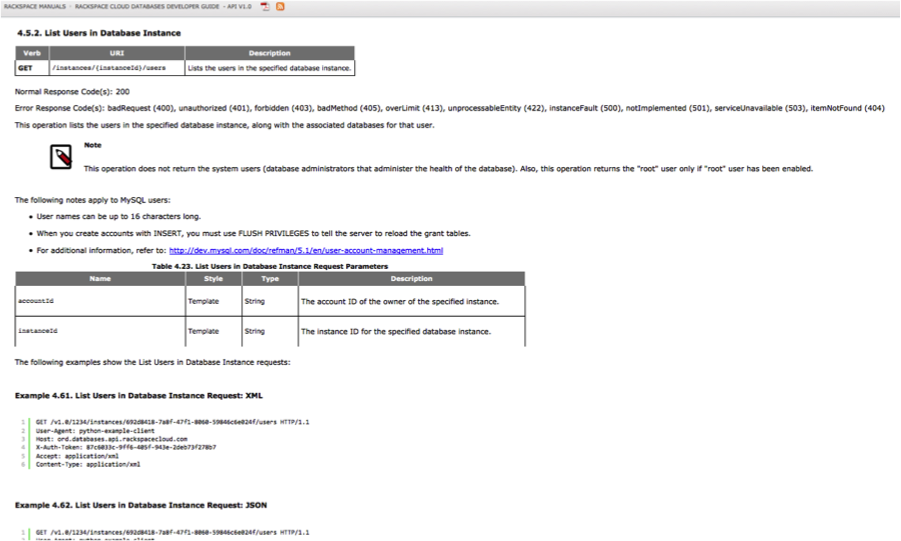 RACKSPACE MANUALS · RACKSPACE CLOUD DATABASES DEVELOPER GUIDE - API V1.0
4.5.2. List Users in Database Instance
Verb URI Description
GET /instances/{instanceId}/users Lists the users in the specified database instance.
Normal Response Code(s): 200
Error Response Code(s): badRequest (400), unauthorized (401), forbidden (403), badMethod (405), overLimit (413), unprocessableEntity (422), instanceFault (500), notImplemented (501), serviceUnavailable (503), itemNotFound (404)
This operation lists the users in the specified database instance, along with the associated databases for that user.
Note
This operation does not return the system users (database administrators that administer the health of the database). Also, this operation returns the "root" user only if "root" user has been enabled.
The following notes apply to MySQL users:
• User names can be up to 16 characters long.
• When you create accounts with INSERT, you must use FLUSH PRIVILEGES to tell the server to reload the grant tables.
• For additional information, refer to: http://dev.mysql.com/doc/refman/5.1/en/user-account-management.html
Table 4.23. List Users in Database Instance Request Parameters
Name Style Type Description
accountId Template String The account ID of the owner of the specified instance.
instanceId Template String The instance ID for the specified database instance.
The following examples show the List Users in Database Instance requests:
Example 4.61. List Users in Database Instance Request: XML
1 GET /v1.0/1234/instances/692d8418-7a8f-47f1-8060-59846c6e024f/users HTTP/1.1
2 User-Agent: python-example-client
3 Host: ord.databases.api.rackspacecloud.com
4 X-Auth-Token: 87c6033c-9ff6-405f-943e-2deb73f278b7
5 Accept: application/xml
6 Content-Type: application/xml
Example 4.62. List Users in Database Instance Request: JSON
1 GET /v1.0/1234/instances/692d8418-7a8f-47f1-8060-59846c6e024f/users HTTP/1.1